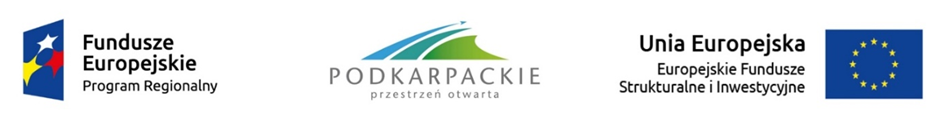 Fundusze
Europejskie
Program Regionalny
PODKARPACKIE
przestrzeń otwarta
Unia Europejska
Europejskie Fundusze
Strukturalne i Inwestycyjne